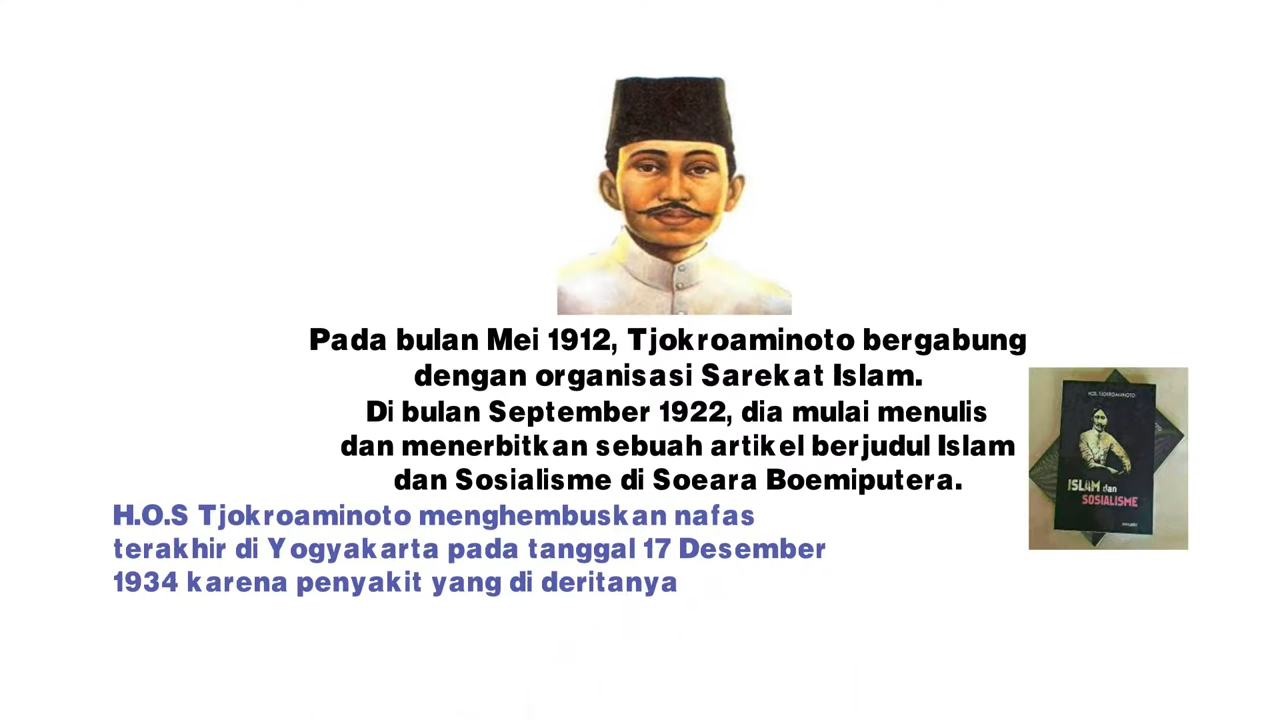 Pada bulan Mei 1912, Tjokroaminoto bergabung
dengan organisasi Sarekat Islam.
Di bulan September 1922, dia mulai menulis
dan menerbitkan sebuah artikel berjudul Islam
dan Sosialisme di Soeara Boemiputera.
H.O.S Tjokroaminoto menghembuskan nafas
terakhir di Yogyakarta pada tanggal 17 Desember
1934 karena penyakit yang di deritanya
HOS. TJOKROAMINOTO
ISLAM dan
SOSIALISME